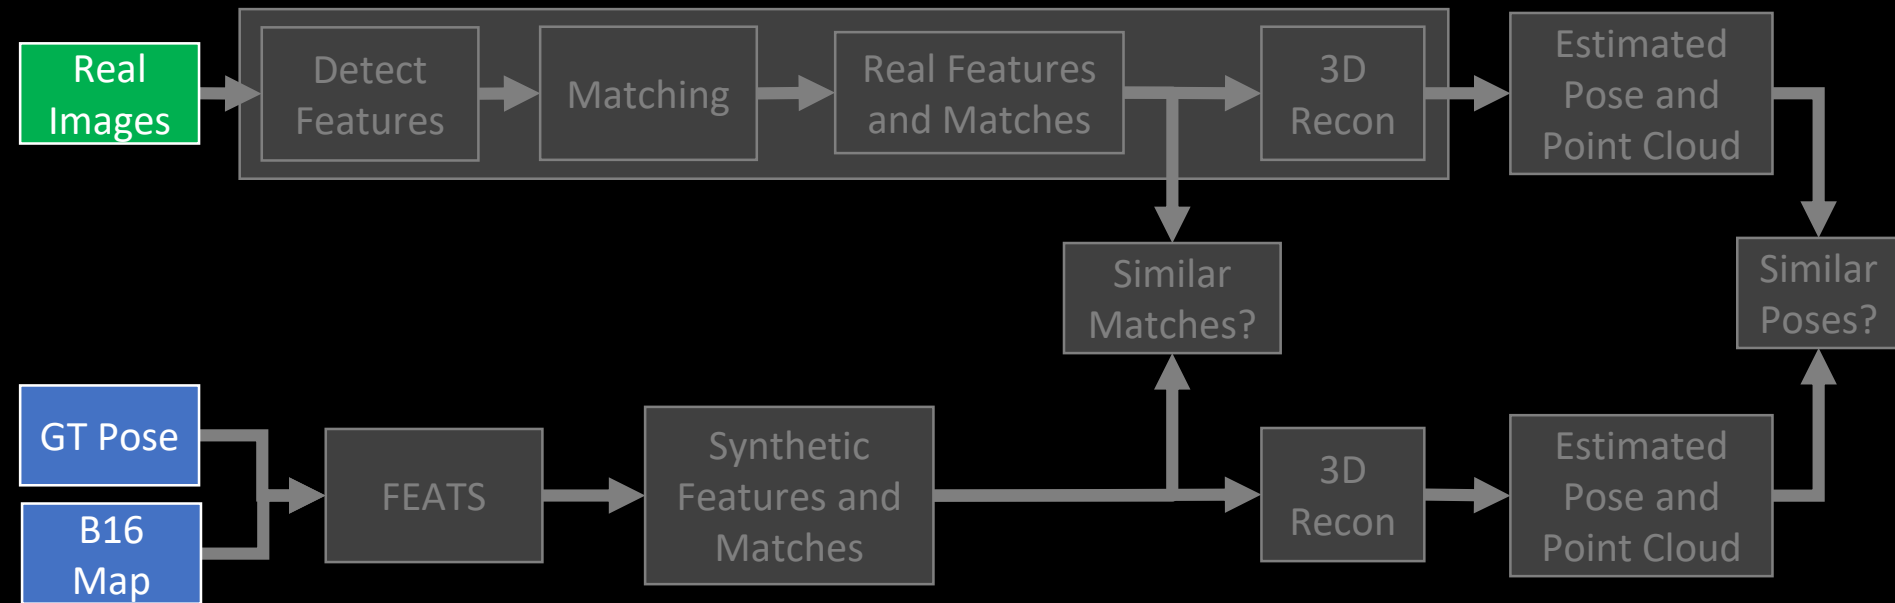 Real
Images
Detect
Features
Matching
Real Features
and Matches
3D
Recon
Estimated
Pose and
Point Cloud
Similar
Matches?
Similar
Poses?
GT Pose
B16
Map
FEATS
Synthetic
Features and
Matches
3D
Recon
Estimated
Pose and
Point Cloud